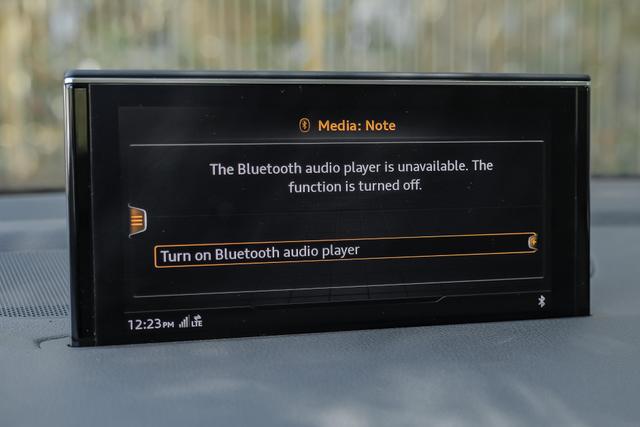 Media: Note
The Bluetooth audio player is unavailable. The
function is turned off.
Turn on Bluetooth audio player
12:23PM LTE